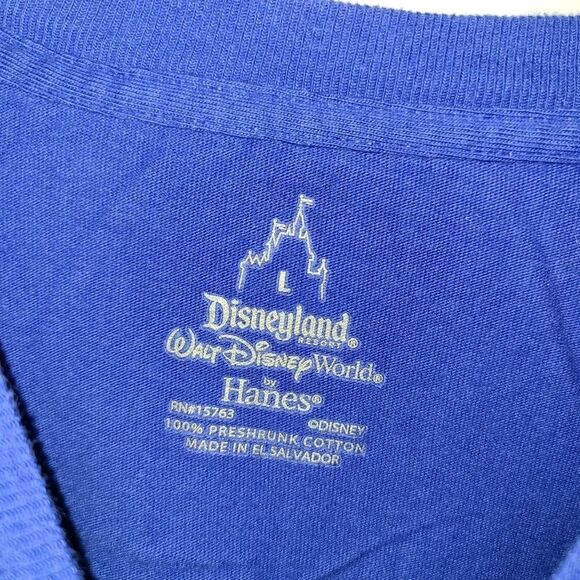 L
Disneyland®
RESORT
WALT DISNEY World®
by
Hanes®
RN#15763 ©DISNEY
100% PRESHRUNK COTTON
MADE IN EL SALVADOR